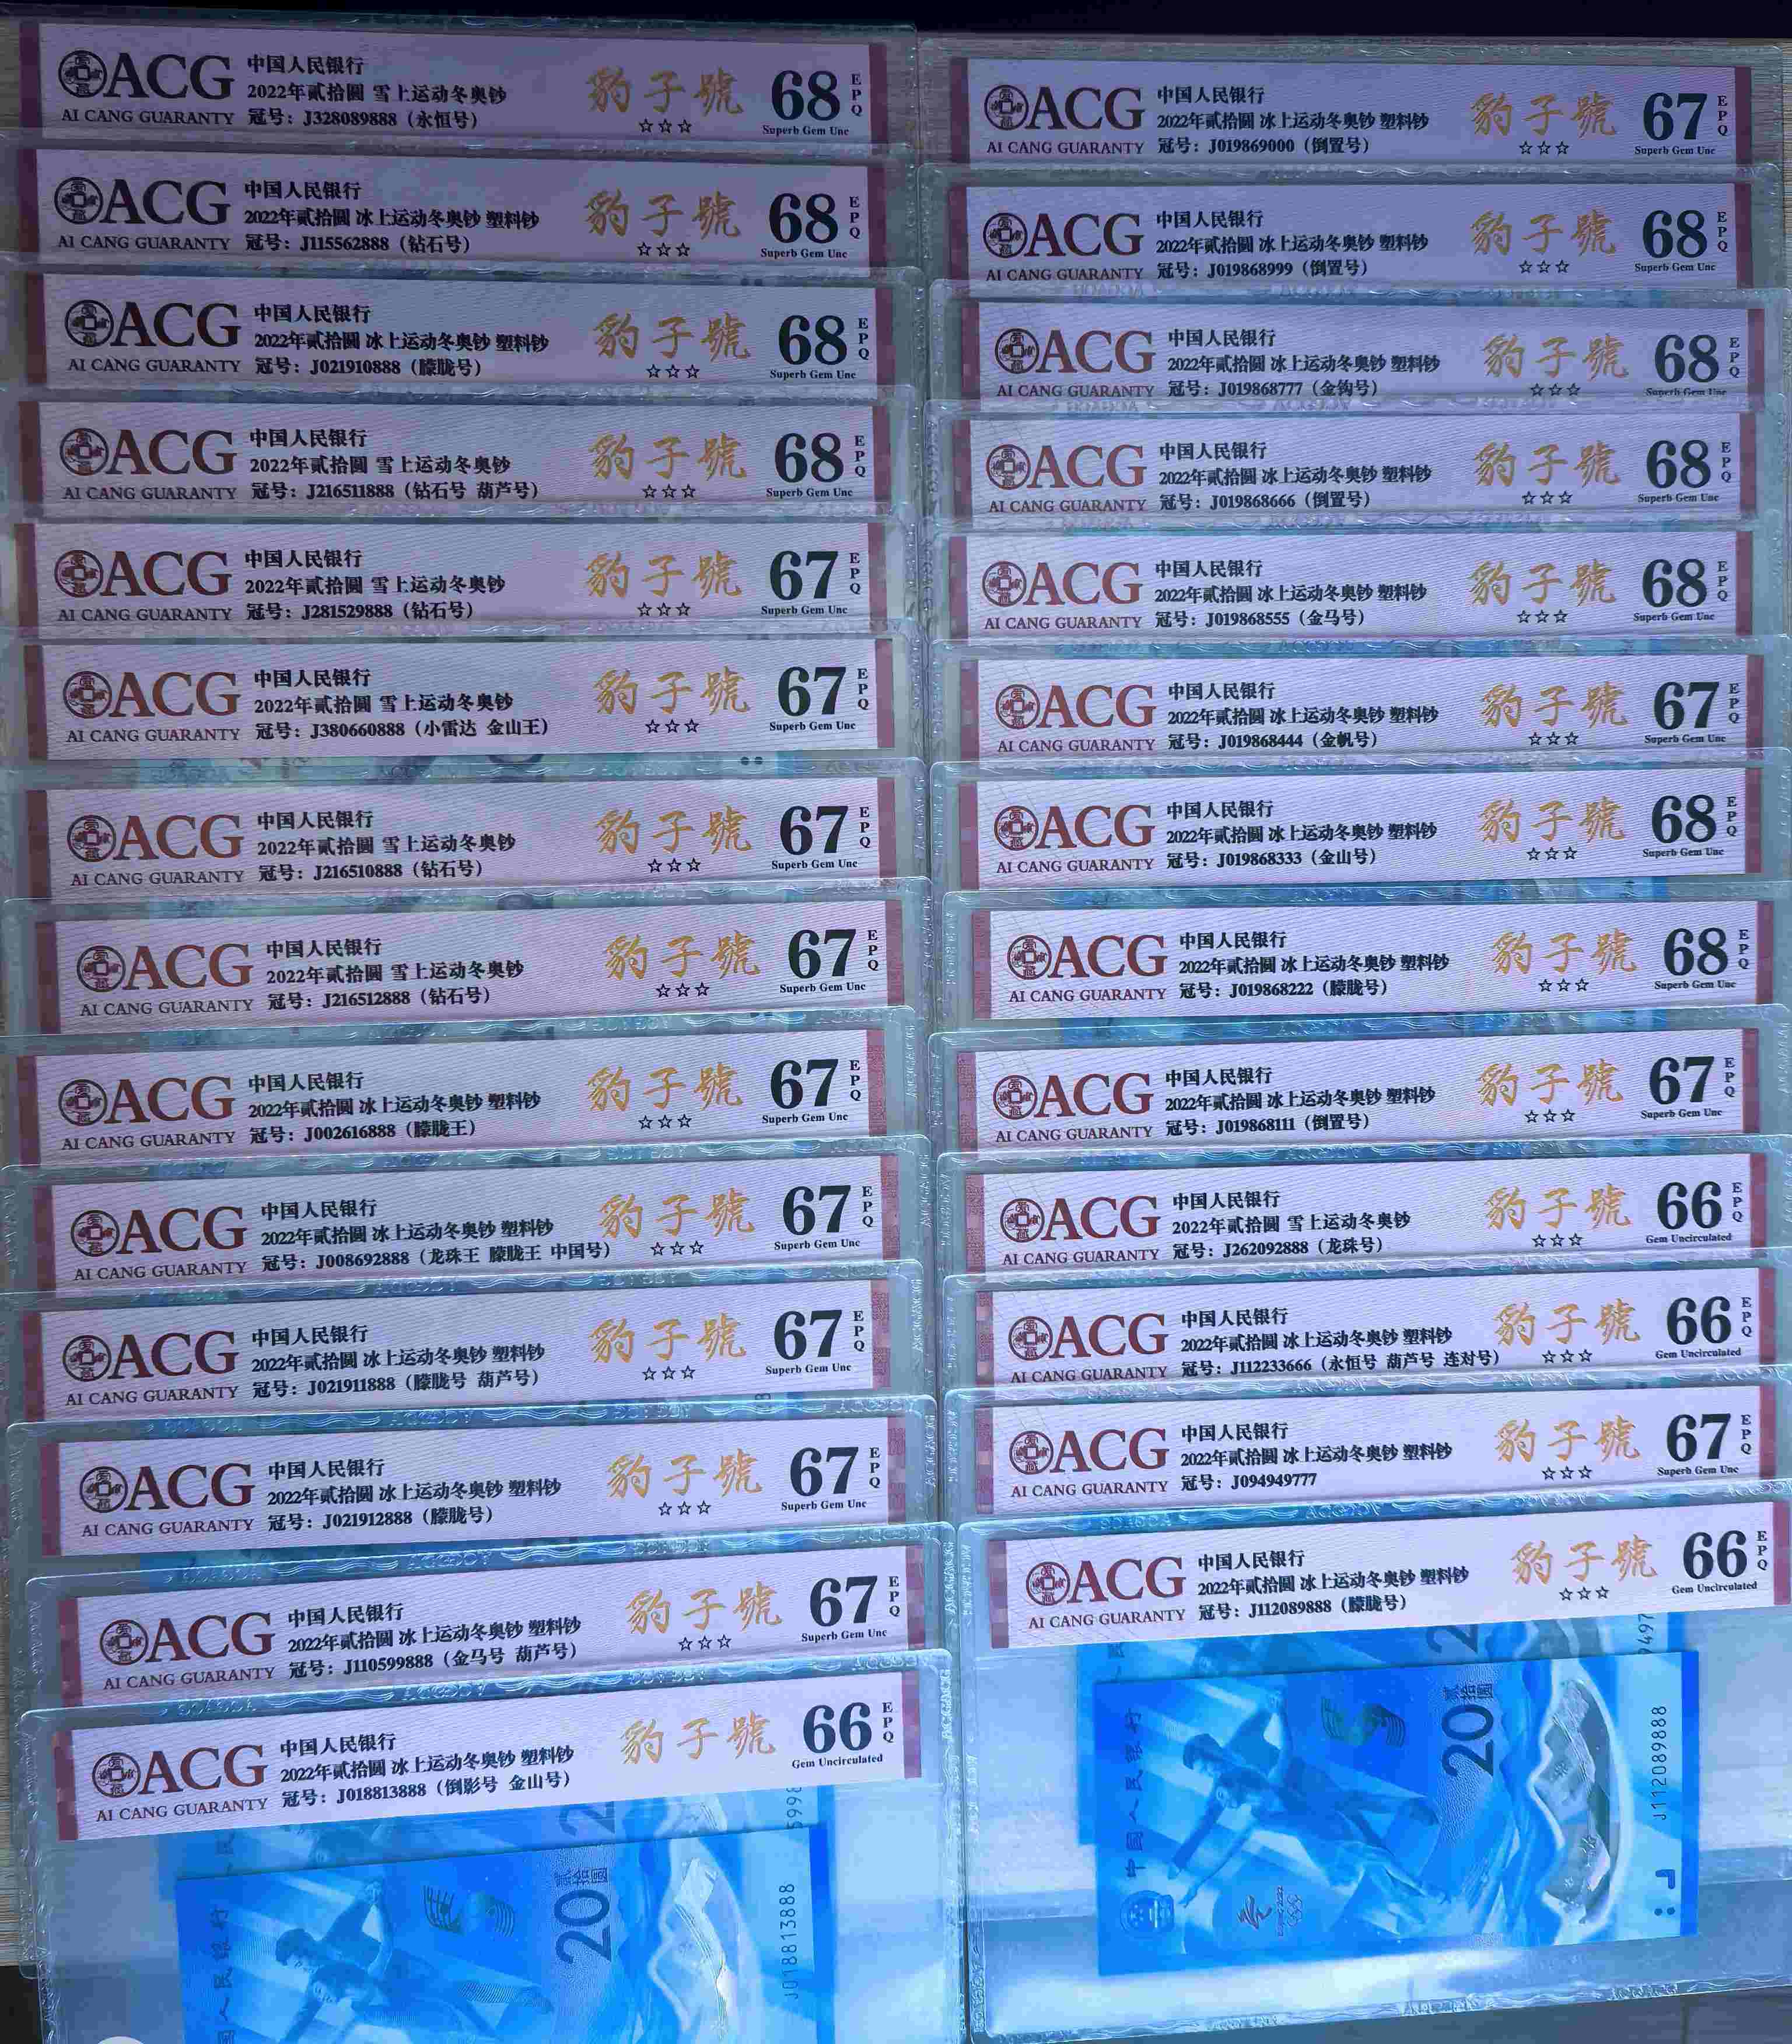 ACG
AI CANG GUARANTY
中国人民银行
2022年贰拾圆 雪上运动冬奥钞
冠号：J328089888（永恒号）
豹子號
☆☆☆
68 EPQ
Superb Gem Unc
ACG
AI CANG GUARANTY
中国人民银行
2022年贰拾圆 冰上运动冬奥钞 塑料钞
冠号：J115562888（钻石号）
豹子號
☆☆☆
68 EPQ
Superb Gem Unc
ACG
AI CANG GUARANTY
中国人民银行
2022年贰拾圆 冰上运动冬奥钞 塑料钞
冠号：J021910888（朦胧号）
豹子號
☆☆☆
68 EPQ
Superb Gem Unc
ACG
AI CANG GUARANTY
中国人民银行
2022年贰拾圆 雪上运动冬奥钞
冠号：J216511888（钻石号 葫芦号）
豹子號
☆☆☆
68 EPQ
Superb Gem Unc
ACG
AI CANG GUARANTY
中国人民银行
2022年贰拾圆 雪上运动冬奥钞
冠号：J281529888（钻石号）
豹子號
☆☆☆
67 EPQ
Superb Gem Unc
ACG
AI CANG GUARANTY
中国人民银行
2022年贰拾圆 雪上运动冬奥钞
冠号：J380660888（小雷达 金山王）
豹子號
☆☆☆
67 EPQ
Superb Gem Unc
ACG
AI CANG GUARANTY
中国人民银行
2022年贰拾圆 雪上运动冬奥钞
冠号：J216510888（钻石号）
豹子號
☆☆☆
67 EPQ
Superb Gem Unc
ACG
AI CANG GUARANTY
中国人民银行
2022年贰拾圆 雪上运动冬奥钞
冠号：J216512888（钻石号）
豹子號
☆☆☆
67 EPQ
Superb Gem Unc
ACG
AI CANG GUARANTY
中国人民银行
2022年贰拾圆 冰上运动冬奥钞 塑料钞
冠号：J002616888（朦胧王）
豹子號
☆☆☆
67 EPQ
Superb Gem Unc
ACG
AI CANG GUARANTY
中国人民银行
2022年贰拾圆 冰上运动冬奥钞 塑料钞
冠号：J008692888（龙珠王 朦胧王 中国号）
豹子號
☆☆☆
67 EPQ
Superb Gem Unc
ACG
AI CANG GUARANTY
中国人民银行
2022年贰拾圆 冰上运动冬奥钞 塑料钞
冠号：J021911888（朦胧号 葫芦号）
豹子號
☆☆☆
67 EPQ
Superb Gem Unc
ACG
AI CANG GUARANTY
中国人民银行
2022年贰拾圆 冰上运动冬奥钞 塑料钞
冠号：J021912888（朦胧号）
豹子號
☆☆☆
67 EPQ
Superb Gem Unc
ACG
AI CANG GUARANTY
中国人民银行
2022年贰拾圆 冰上运动冬奥钞 塑料钞
冠号：J110599888（金马号 葫芦号）
豹子號
☆☆☆
67 EPQ
Superb Gem Unc
ACG
AI CANG GUARANTY
中国人民银行
2022年贰拾圆 冰上运动冬奥钞 塑料钞
冠号：J018813888（倒影号 金山号）
豹子號
☆☆☆
66 EPQ
Gem Uncirculated
国人民银行
贰拾圆
20
J018813888
ACG
AI CANG GUARANTY
中国人民银行
2022年贰拾圆 冰上运动冬奥钞 塑料钞
冠号：J019869000（倒置号）
豹子號
☆☆☆
67 EPQ
Superb Gem Unc
ACG
AI CANG GUARANTY
中国人民银行
2022年贰拾圆 冰上运动冬奥钞 塑料钞
冠号：J019868999（倒置号）
豹子號
☆☆☆
68 EPQ
Superb Gem Unc
ACG
AI CANG GUARANTY
中国人民银行
2022年贰拾圆 冰上运动冬奥钞 塑料钞
冠号：J019868777（金钩号）
豹子號
☆☆☆
68 EPQ
Superb Gem Unc
ACG
AI CANG GUARANTY
中国人民银行
2022年贰拾圆 冰上运动冬奥钞 塑料钞
冠号：J019868666（倒置号）
豹子號
☆☆☆
68 EPQ
Superb Gem Unc
ACG
AI CANG GUARANTY
中国人民银行
2022年贰拾圆 冰上运动冬奥钞 塑料钞
冠号：J019868555（金马号）
豹子號
☆☆☆
68 EPQ
Superb Gem Unc
ACG
AI CANG GUARANTY
中国人民银行
2022年贰拾圆 冰上运动冬奥钞 塑料钞
冠号：J019868444（金帆号）
豹子號
☆☆☆
67 EPQ
Superb Gem Unc
ACG
AI CANG GUARANTY
中国人民银行
2022年贰拾圆 冰上运动冬奥钞 塑料钞
冠号：J019868333（金山号）
豹子號
☆☆☆
68 EPQ
Superb Gem Unc
ACG
AI CANG GUARANTY
中国人民银行
2022年贰拾圆 冰上运动冬奥钞 塑料钞
冠号：J019868222（朦胧号）
豹子號
☆☆☆
68 EPQ
Superb Gem Unc
ACG
AI CANG GUARANTY
中国人民银行
2022年贰拾圆 冰上运动冬奥钞 塑料钞
冠号：J019868111（倒置号）
豹子號
☆☆☆
67 EPQ
Superb Gem Unc
ACG
AI CANG GUARANTY
中国人民银行
2022年贰拾圆 雪上运动冬奥钞
冠号：J262092888（龙珠号）
豹子號
☆☆☆
66 EPQ
Gem Uncirculated
ACG
AI CANG GUARANTY
中国人民银行
2022年贰拾圆 冰上运动冬奥钞 塑料钞
冠号：J112233666（永恒号 葫芦号 连对号）
豹子號
☆☆☆
66 EPQ
Gem Uncirculated
ACG
AI CANG GUARANTY
中国人民银行
2022年贰拾圆 冰上运动冬奥钞 塑料钞
冠号：J094949777
豹子號
☆☆☆
67 EPQ
Superb Gem Unc
ACG
AI CANG GUARANTY
中国人民银行
2022年贰拾圆 冰上运动冬奥钞 塑料钞
冠号：J112089888（朦胧号）
豹子號
☆☆☆
66 EPQ
Gem Uncirculated
中国人民银行
贰拾圆
20
J112089888